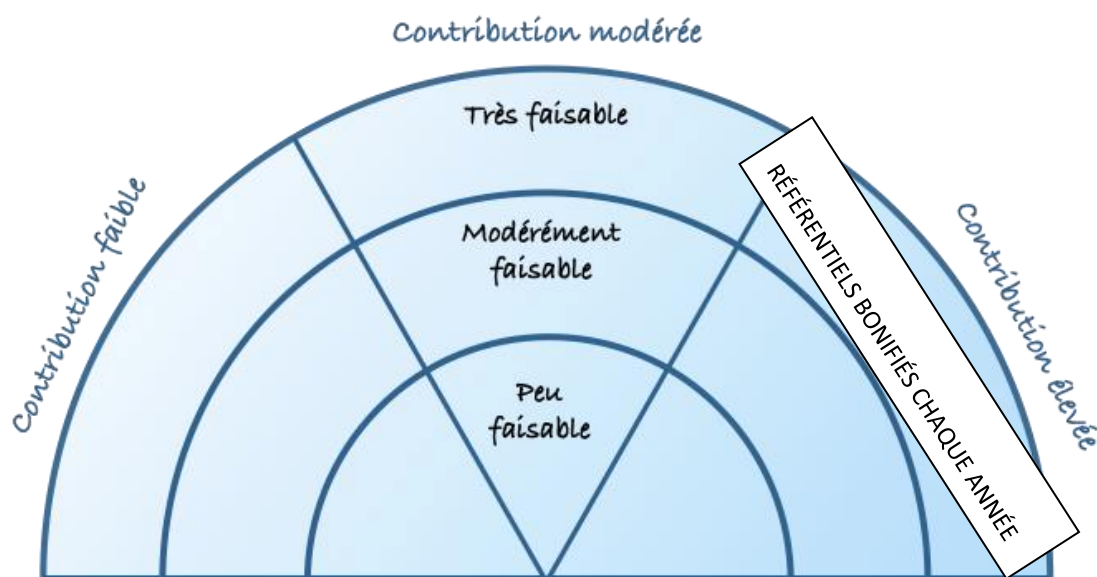 Contribution modérée
Très faisable
Modérément
faisable
Peu
faisable
Contribution faible
Contribution élevée
RÉFÉRENTIELS BONIFIÉS CHAQUE ANNÉE